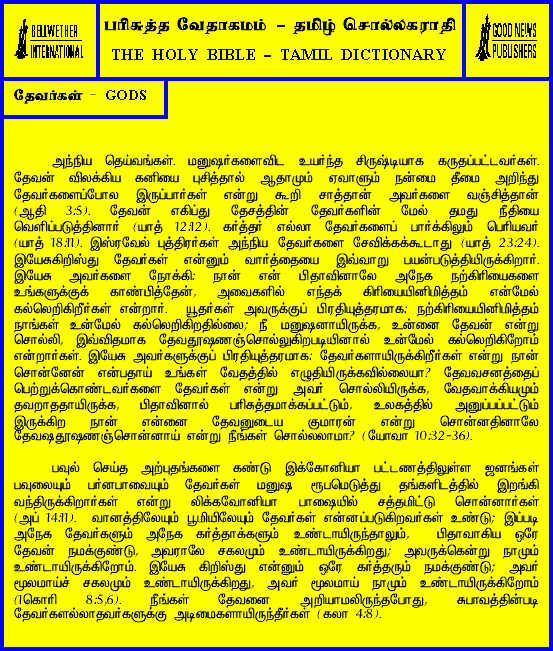 BELLWETHER
INTERNATIONAL
பரிசுத்த வேதாகமம் - தமிழ் சொல்லகராதி
THE HOLY BIBLE - TAMIL DICTIONARY
GOOD NEWS
PUBLISHERS
தேவர்கள் - GODS
அந்நிய தெய்வங்கள். மனுஷர்களைவிட உயர்ந்த சிருஷ்டியாக கருதப்பட்டவர்கள்.
தேவன் விலக்கிய கனியை புசித்தால் ஆதாமும் ஏவாளும் நன்மை தீமை அறிந்து
தேவர்களைப்போல இருப்பார்கள் என்று கூறி சாத்தான் அவர்களை வஞ்சித்தான்
(ஆதி 3:5). தேவன் எகிப்து தேசத்தின் தேவர்களின் மேல் தமது நீதியை
வெளிப்படுத்தினார் (யாத் 12:12). கர்த்தர் எல்லா தேவர்களைப் பார்க்கிலும் பெரியவர்
(யாத் 18:11). இஸ்ரவேல் புத்திரர்கள் அந்நிய தேவர்களை சேவிக்கக்கூடாது (யாத் 23:24).
இயேசுகிறிஸ்து தேவர்கள் என்னும் வார்த்தையை இவ்வாறு பயன்படுத்தியிருக்கிறார்.
இயேசு அவர்களை நோக்கி: நான் என் பிதாவினாலே அநேக நற்கிரியைகளை
உங்களுக்குக் காண்பித்தேன், அவைகளில் எந்தக் கிரியையினிமித்தம் என்மேல்
கல்லெறிகிறீர்கள் என்றார். யூதர்கள் அவருக்குப் பிரதியுத்தரமாக: நற்கிரியையினிமித்தம்
நாங்கள் உன்மேல் கல்லெறிகிறதில்லை; நீ மனுஷனாயிருக்க, உன்னை தேவன் என்று
சொல்லி, இவ்விதமாக தேவதூஷணஞ்சொல்லுகிறபடியினால் உன்மேல் கல்லெறிகிறோம்
என்றார்கள். இயேசு அவர்களுக்குப் பிரதியுத்தரமாக: தேவர்களாயிருக்கிறீர்கள் என்று நான்
சொன்னேன் என்பதாய் உங்கள் வேதத்தில் எழுதியிருக்கவில்லையா? தேவவசனத்தைப்
பெற்றுக்கொண்டவர்களை தேவர்கள் என்று அவர் சொல்லியிருக்க, வேதவாக்கியமும்
தவறாததாயிருக்க, பிதாவினால் பரிசுத்தமாக்கப்பட்டும், உலகத்தில் அனுப்பப்பட்டும்
இருக்கிற நான் என்னை தேவனுடைய குமாரன் என்று சொன்னதினாலே
தேவஷதூஷணஞ்சொன்னாய் என்று நீங்கள் சொல்லலாமா? (யோவா 10:32-36).
பவுல் செய்த அற்புதங்களை கண்டு இக்கோனியா பட்டணத்திலுள்ள ஜனங்கள்
பவுலையும் பர்னபாவையும் தேவர்கள் மனுஷ ரூபமெடுத்து தங்களிடத்தில் இறங்கி
வந்திருக்கிறார்கள் என்று லிக்கவோனியா பாஷையில் சத்தமிட்டு சொன்னார்கள்
(அப் 14:11). வானத்திலேயும் பூமியிலேயும் தேவர்கள் என்னப்படுகிறவர்கள் உண்டு; இப்படி
அநேக தேவர்களும் அநேக கர்த்தாக்களும் உண்டாயிருந்தாலும், பிதாவாகிய ஒரே
தேவன் நமக்குண்டு, அவராலே சகலமும் உண்டாயிருக்கிறது; அவருக்கென்று நாமும்
உண்டாயிருக்கிறோம். இயேசு கிறிஸ்து என்னும் ஒரே கர்த்தரும் நமக்குண்டு; அவர்
மூலமாய்ச் சகலமும் உண்டாயிருக்கிறது, அவர் மூலமாய் நாமும் உண்டாயிருக்கிறோம்
(1கொரி 8:5,6). நீங்கள் தேவனை அறியாமலிருந்தபோது, சுபாவத்தின்படி
தேவர்களல்லாதவர்களுக்கு அடிமைகளாயிருந்தீர்கள் (கலா 4:8).